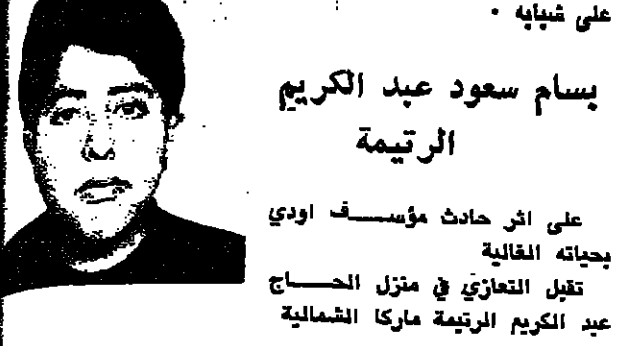 على شبابه .
بسام سعود عبد الكريم
الرتيمة
على اثر حادث مؤسف اودي
بحياته الغالية
تقبل التعازي في منزل الحاج
عبد الكريم الرتيمة ماركا الشمالية